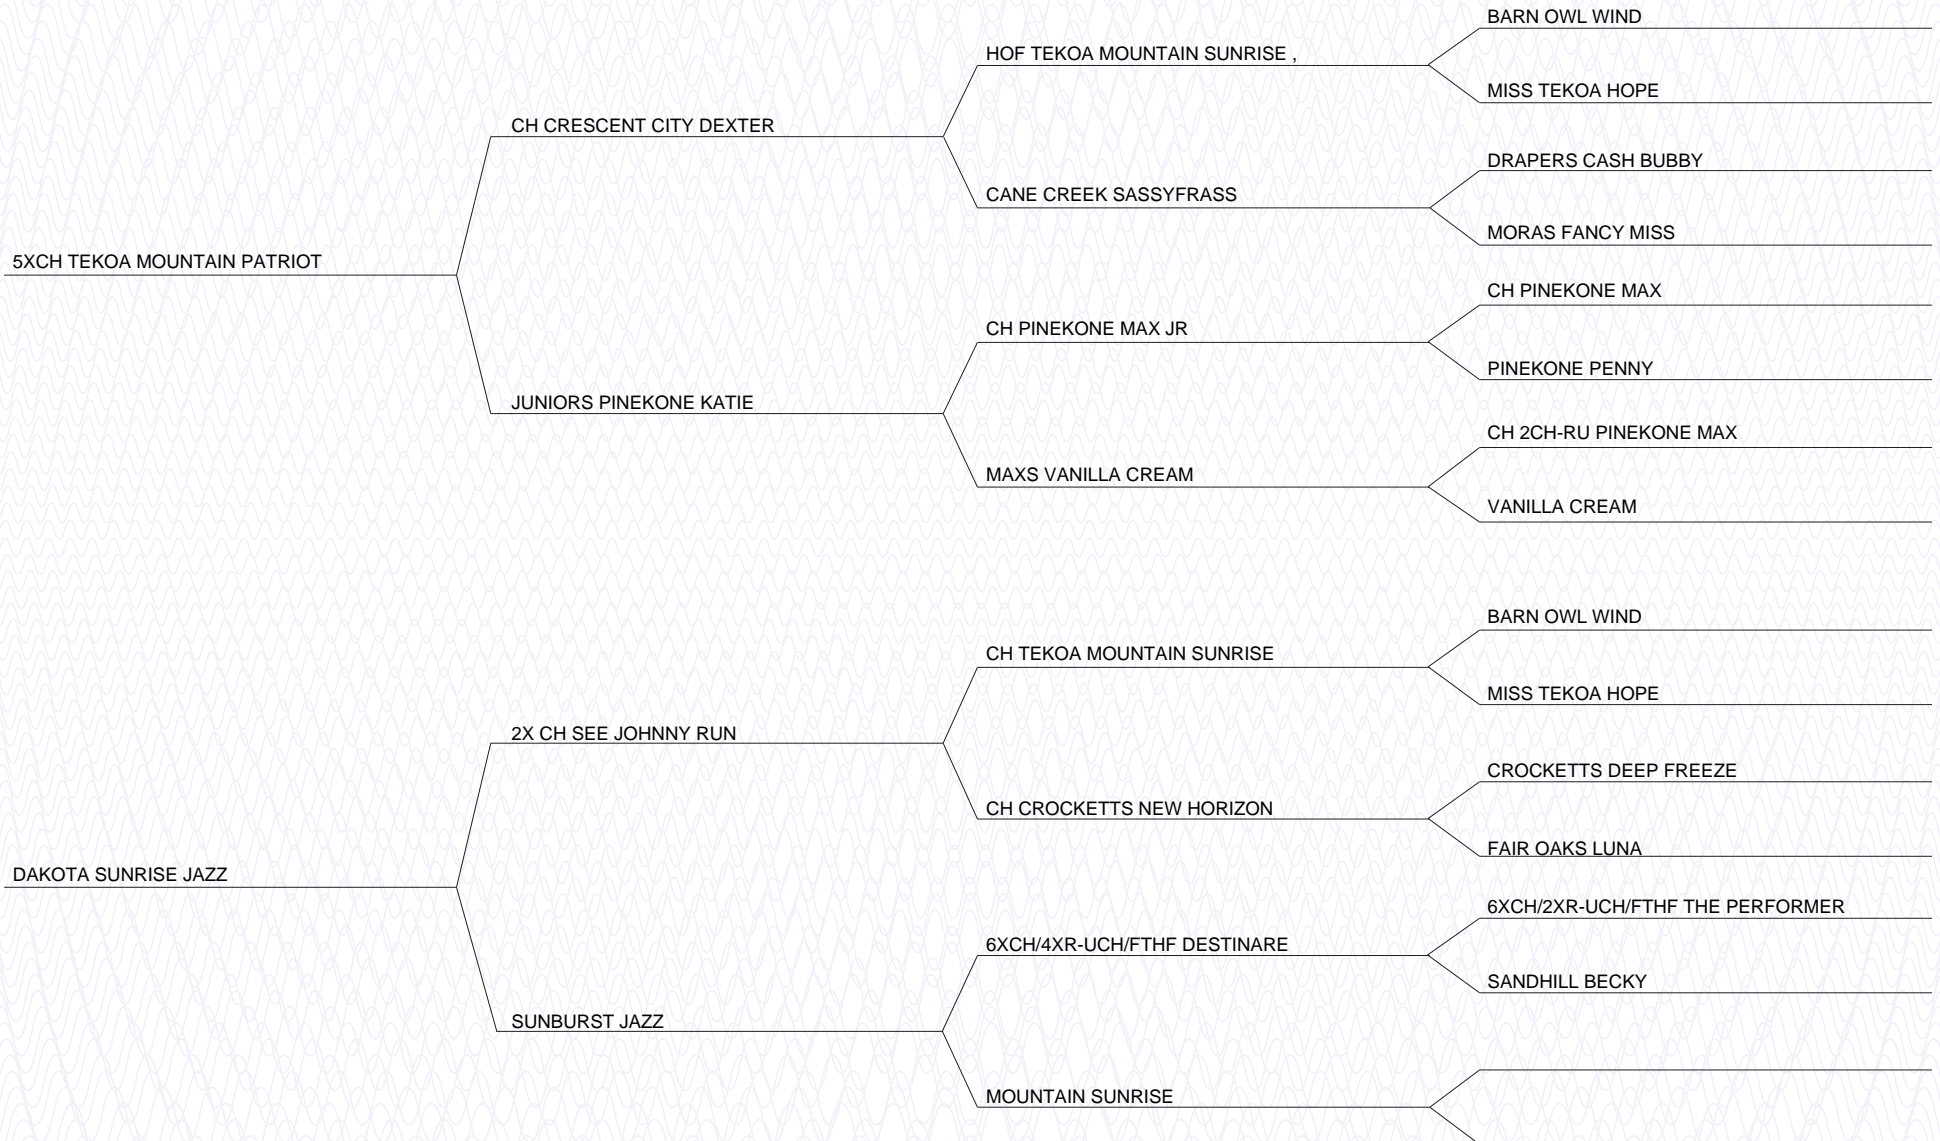 BARN OWL WIND
HOF TEKOA MOUNTAIN SUNRISE ,
MISS TEKOA HOPE
CH CRESCENT CITY DEXTER
DRAPERS CASH BUBBY
CANE CREEK SASSYFRASS
MORAS FANCY MISS
5XCH TEKOA MOUNTAIN PATRIOT
CH PINEKONE MAX
CH PINEKONE MAX JR
PINEKONE PENNY
JUNIORS PINEKONE KATIE
CH 2CH-RU PINEKONE MAX
MAXS VANILLA CREAM
VANILLA CREAM
BARN OWL WIND
CH TEKOA MOUNTAIN SUNRISE
MISS TEKOA HOPE
2X CH SEE JOHNNY RUN
CROCKETTS DEEP FREEZE
CH CROCKETTS NEW HORIZON
FAIR OAKS LUNA
DAKOTA SUNRISE JAZZ
6XCH/2XR-UCH/FTHF THE PERFORMER
6XCH/4XR-UCH/FTHF DESTINARE
SANDHILL BECKY
SUNBURST JAZZ
MOUNTAIN SUNRISE